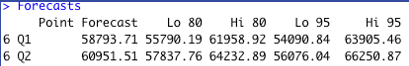 > Forecasts
Point Forecast Lo 80 Hi 80 Lo 95 Hi 95
6 Q1 58793.71 55790.19 61958.92 54090.84 63905.46
6 Q2 60951.51 57837.76 64232.89 56076.04 66250.87